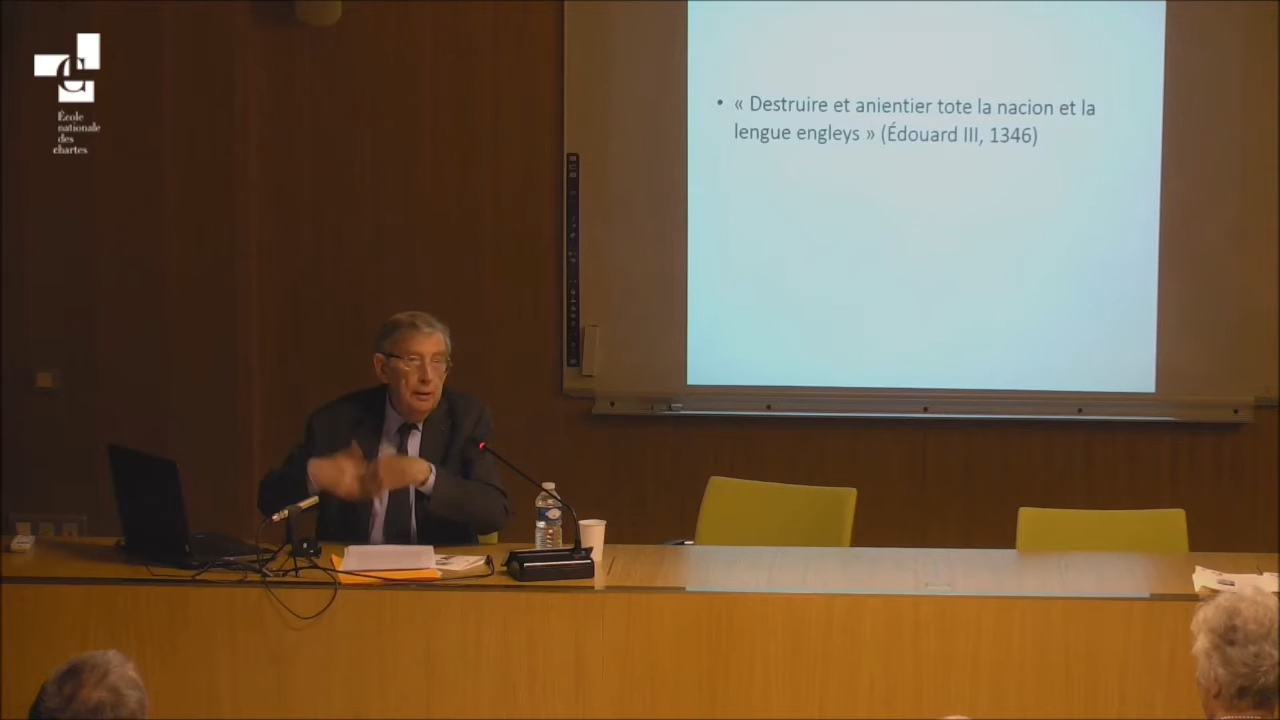 École
nationale
des
chartes
• « Destruire et anientier tote la nacion et la
lengue engleys » (Édouard III, 1346)